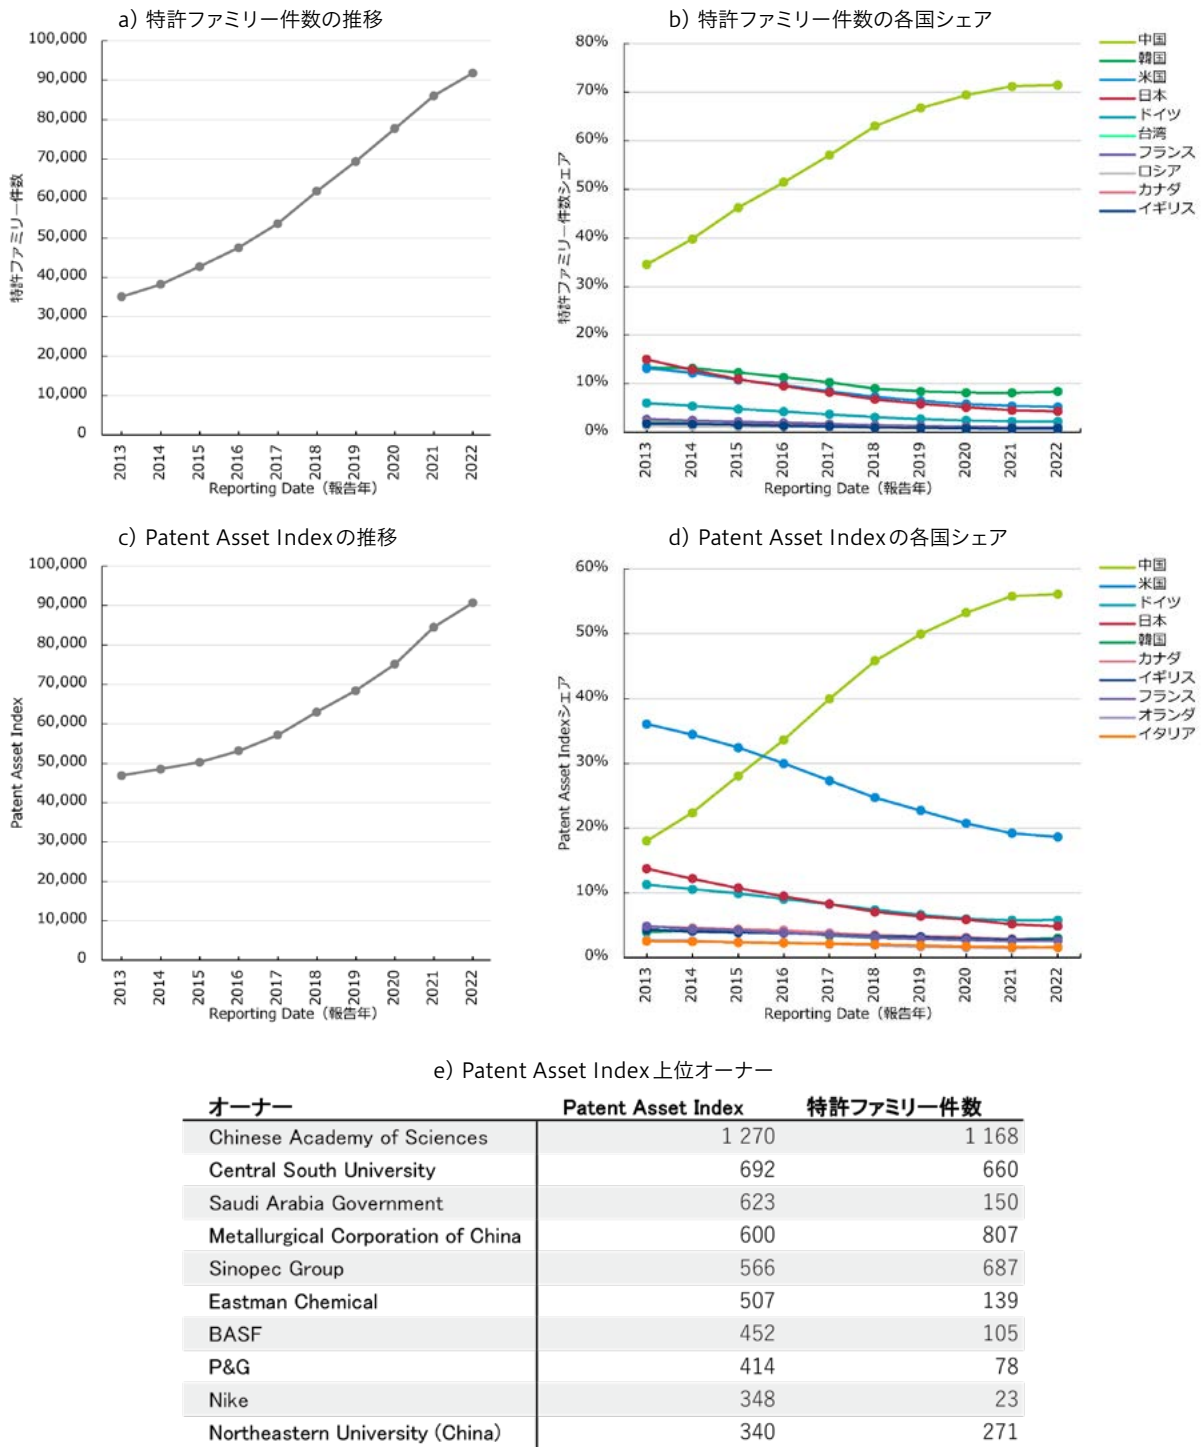 a) 特許ファミリー件数の推移
100,000
90,000
80,000
70,000
60,000
50,000
40,000
30,000
20,000
10,000
0
特許ファミリー件数
2013 2014 2015 2016 2017 2018 2019 2020 2021 2022
Reporting Date（報告年）
b) 特許ファミリー件数の各国シェア
80%
70%
60%
50%
40%
30%
20%
10%
0%
特許ファミリー件数シェア
2013 2014 2015 2016 2017 2018 2019 2020 2021 2022
Reporting Date（報告年）
中国
韓国
米国
日本
ドイツ
台湾
フランス
ロシア
カナダ
イギリス
c) Patent Asset Indexの推移
100,000
90,000
80,000
70,000
60,000
50,000
40,000
30,000
20,000
10,000
0
Patent Asset Index
2013 2014 2015 2016 2017 2018 2019 2020 2021 2022
Reporting Date（報告年）
d) Patent Asset Indexの各国シェア
60%
50%
40%
30%
20%
10%
0%
Patent Asset Indexシェア
2013 2014 2015 2016 2017 2018 2019 2020 2021 2022
Reporting Date（報告年）
中国
米国
ドイツ
日本
韓国
カナダ
イギリス
フランス
オランダ
イタリア
e) Patent Asset Index上位オーナー
オーナー Patent Asset Index 特許ファミリー件数
Chinese Academy of Sciences 1 270 1 168
Central South University 692 660
Saudi Arabia Government 623 150
Metallurgical Corporation of China 600 807
Sinopec Group 566 687
Eastman Chemical 507 139
BASF 452 105
P&G 414 78
Nike 348 23
Northeastern University (China) 340 271